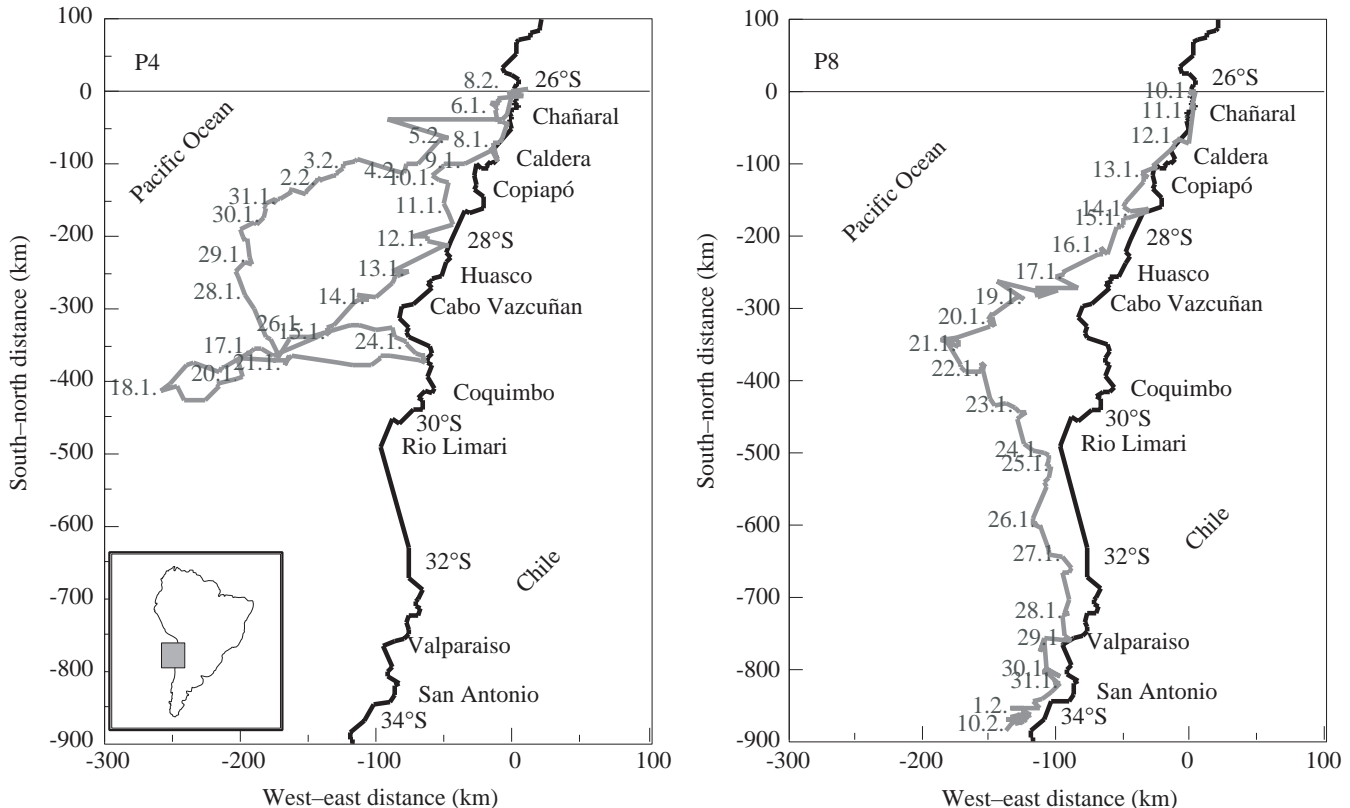 100
0
-100
-200
-300
-400
-500
-600
-700
-800
-900
South–north distance (km)
P4
Pacific Ocean
8.2.
26°S
6.1.
Chañaral
5.2.
8.1.
3.2.
4.2.
9.1.
Caldera
2.2.
10.1.
Copiapó
31.1.
30.1.
11.1.
12.1.
28°S
29.1.
13.1.
Huasco
28.1.
14.1.
Cabo Vazcuñan
26.1.
15.1.
24.1.
17.1.
21.1.
18.1.
20.1.
Coquimbo
30°S
Rio Limari
32°S
Chile
Valparaiso
San Antonio
34°S
-300
-200
-100
0
100
West–east distance (km)
100
0
-100
-200
-300
-400
-500
-600
-700
-800
-900
South–north distance (km)
P8
Pacific Ocean
10.1.
26°S
11.1.
Chañaral
12.1.
13.1.
Caldera
Copiapó
14.1.
15.1.
28°S
16.1.
17.1.
Huasco
19.1.
Cabo Vazcuñan
20.1.
21.1.
22.1.
Coquimbo
23.1.
30°S
24.1.
Rio Limari
25.1.
26.1.
Chile
27.1.
32°S
28.1.
29.1.
Valparaiso
30.1.
31.1.
San Antonio
1.2.
10.2.
34°S
-300
-200
-100
0
100
West–east distance (km)